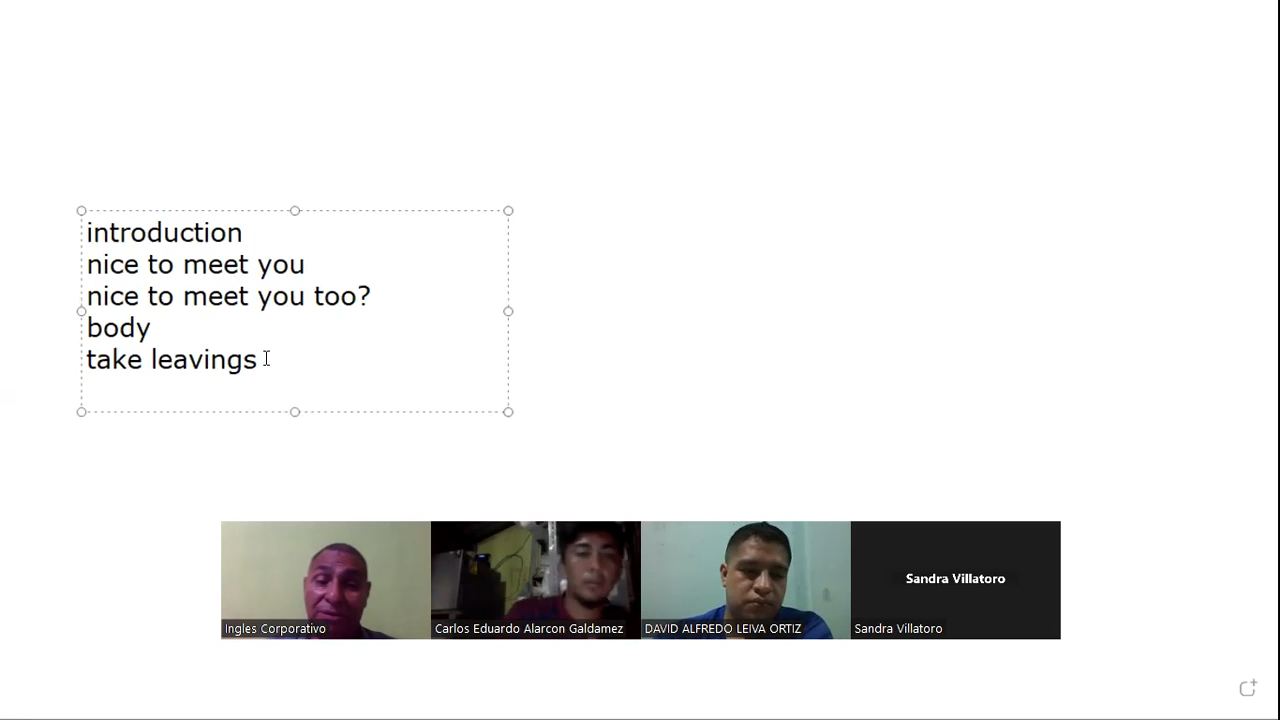 introduction
nice to meet you
nice to meet you too?
body
take leavings
Sandra Villatoro
Ingles Corporativo
Carlos Eduardo Alarcon Galdamez
DAVID ALFREDO LEIVA ORTIZ
Sandra Villatoro